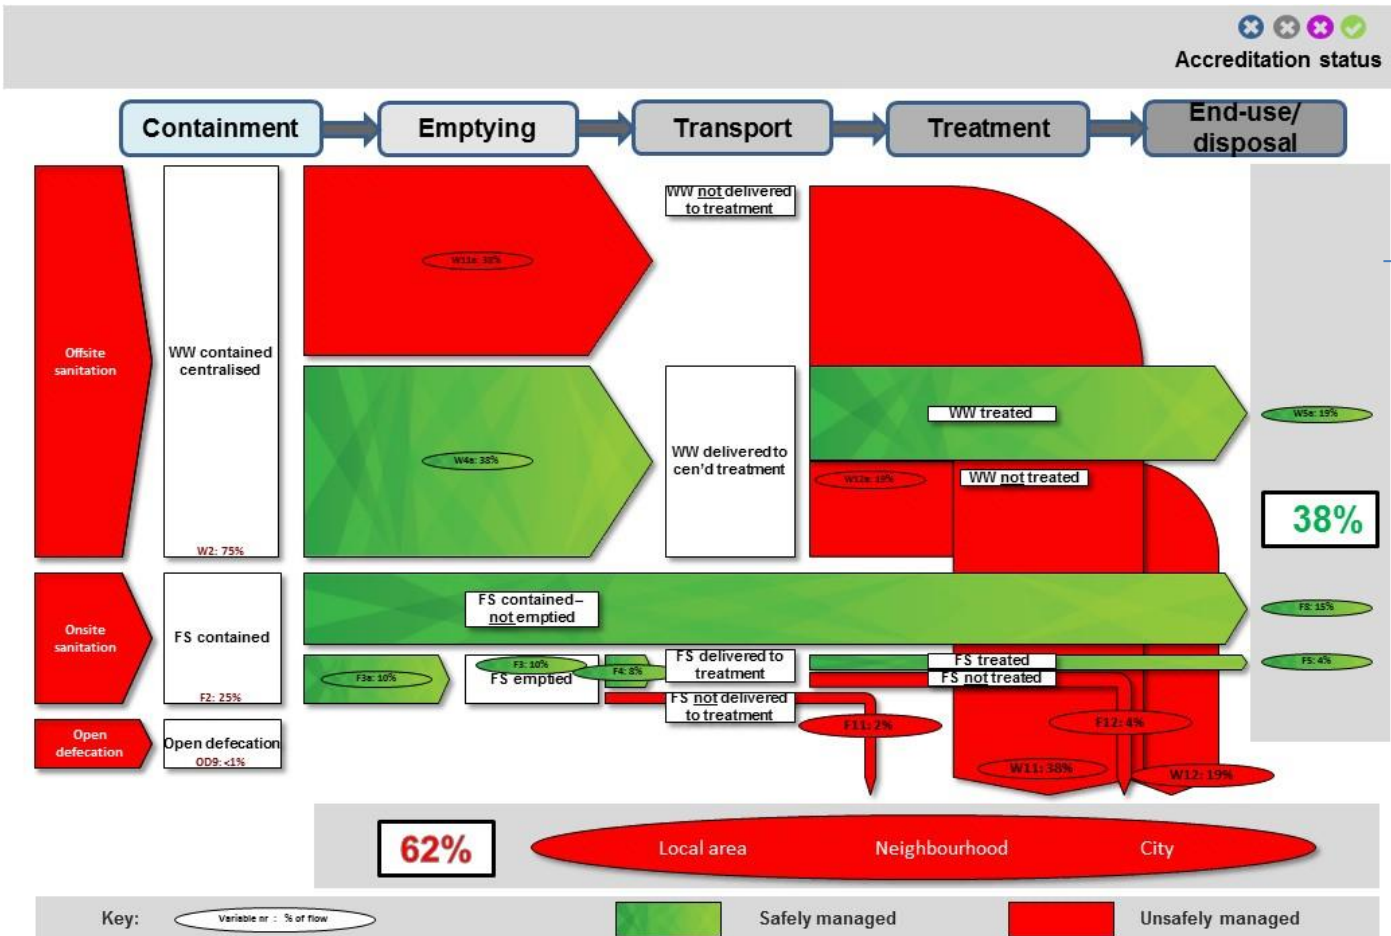 Accreditation status
Containment
Emptying
Transport
Treatment
End-use/
disposal
Offsite
sanitation
WW contained
centralised
W2: 75%
W11a: 38%
W4a: 38%
WW not delivered
to treatment
WW delivered to
cen'd treatment
WW treated
W12a: 19%
WW not treated
W5a: 19%
38%
Onsite
sanitation
FS contained
F2: 25%
FS contained–
not emptied
F8: 15%
F3a: 10%
F3: 10%
FS emptied
F4: 8%
FS delivered to
treatment
FS treated
FS not treated
F5: 4%
FS not delivered
to treatment
F11: 2%
F12: 4%
W11: 38%
W12: 19%
Open
defecation
Open defecation
OD9: <1%
62%
Local area
Neighbourhood
City
Key:
Variable nr : % of flow
Safely managed
Unsafely managed